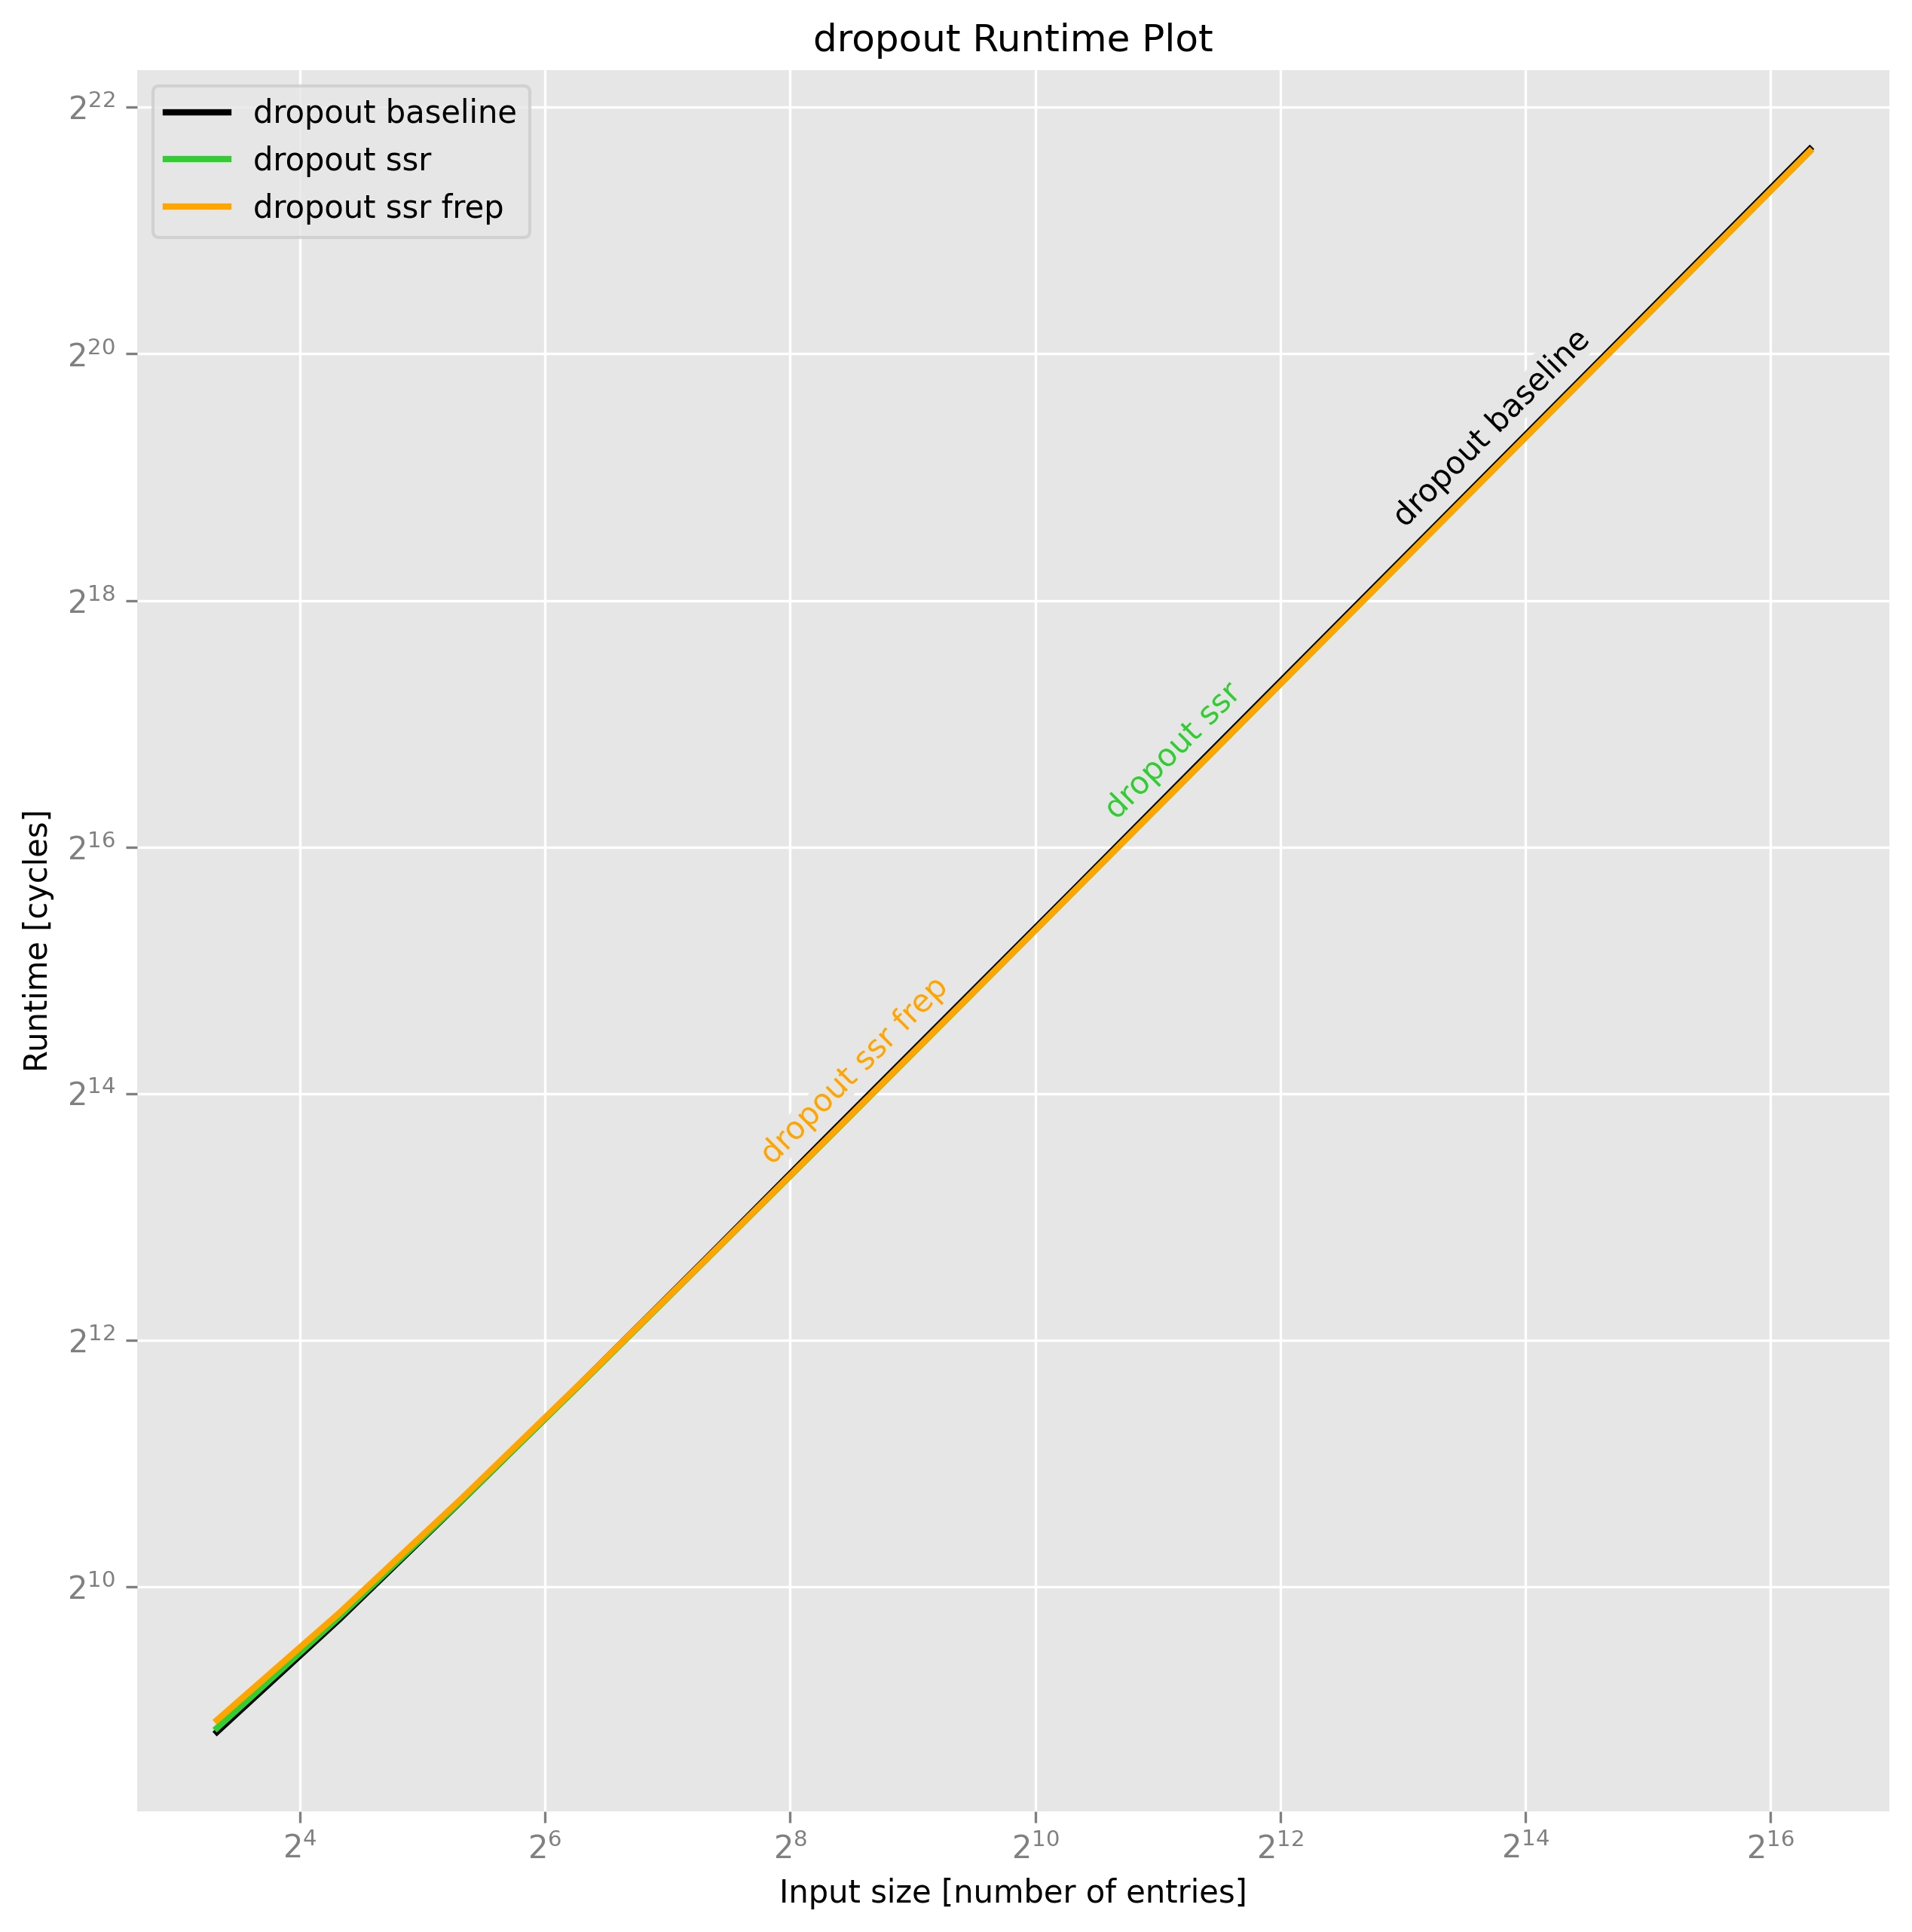 dropout Runtime Plot
2^22
2^20
2^18
2^16
2^14
2^12
2^10
Runtime [cycles]
dropout baseline
dropout ssr
dropout ssr frep
dropout baseline
dropout ssr
dropout ssr frep
2^4 2^6 2^8 2^10 2^12 2^14 2^16
Input size [number of entries]